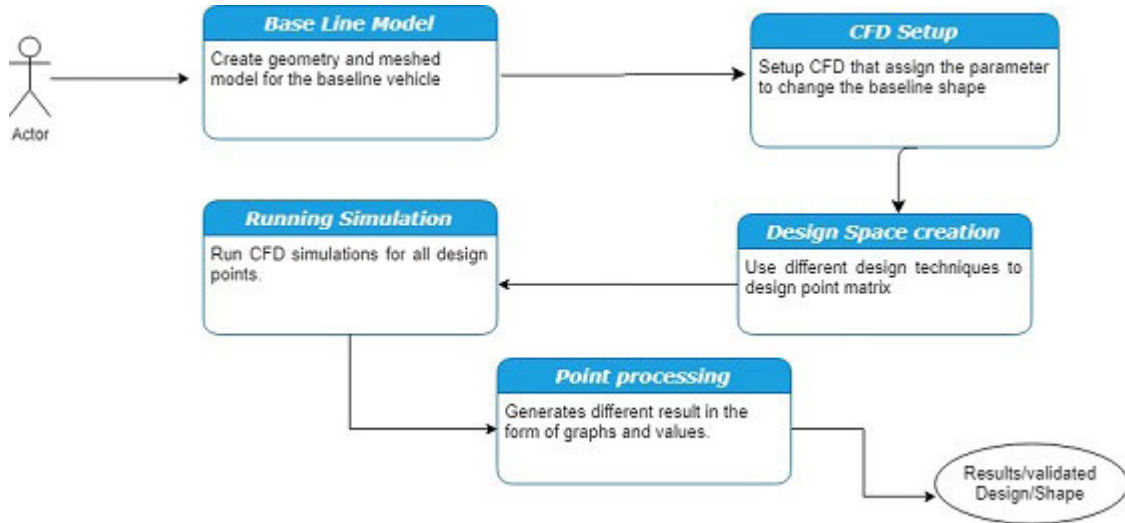 Actor
Base Line Model
Create geometry and meshed
model for the baseline vehicle
CFD Setup
Setup CFD that assign the parameter
to change the baseline shape
Design Space creation
Use different design techniques to
design point matrix
Running Simulation
Run CFD simulations for all design
points.
Point processing
Generates different result in the
form of graphs and values.
Results/validated
Design/Shape